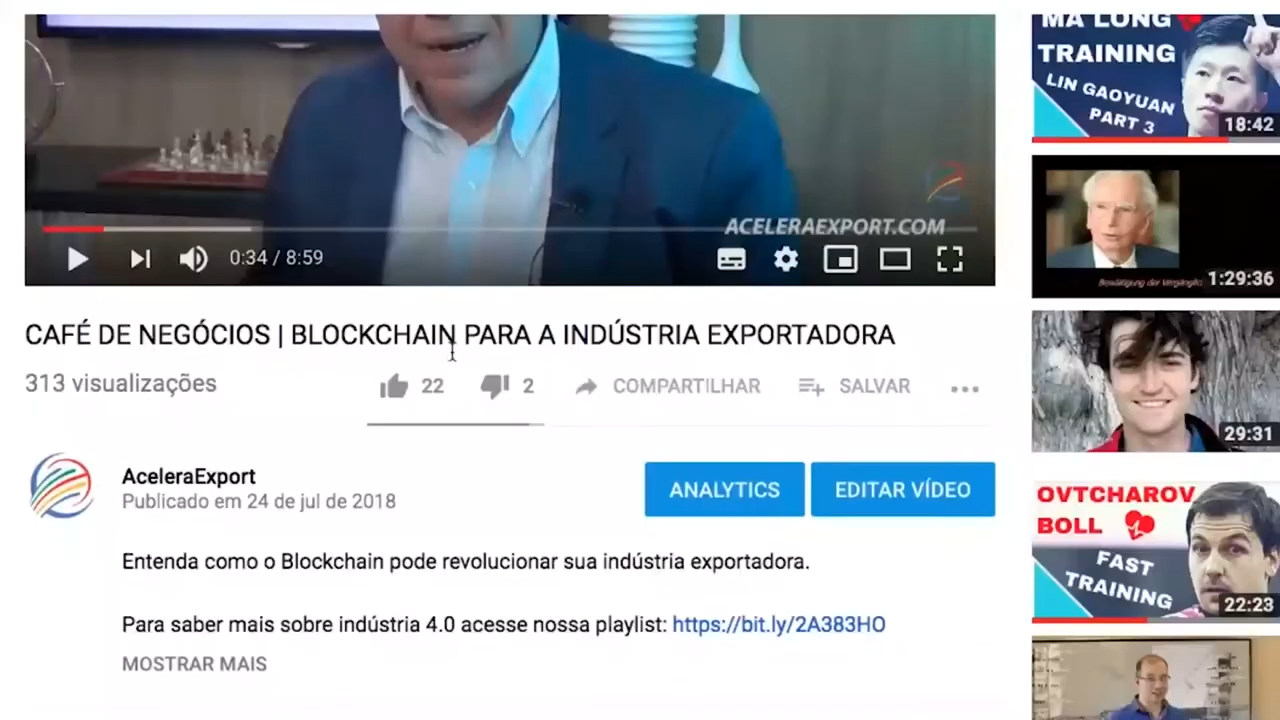 ACELERAEXPORT.COM
0:34 / 8:59
CAFÉ DE NEGÓCIOS | BLOCKCHAIN PARA A INDÚSTRIA EXPORTADORA
313 visualizações
22
2
COMPARTILHAR
SALVAR
AceleraExport
Publicado em 24 de jul de 2018
ANALYTICS
EDITAR VÍDEO
Entenda como o Blockchain pode revolucionar sua indústria exportadora.
Para saber mais sobre indústria 4.0 acesse nossa playlist: https://bit.ly/2A383HO
MOSTRAR MAIS
MA LONG
TRAINING
LIN GAOYUAN
PART 3
18:42
Bewältigung der
1:29:36
29:31
OVTCHAROV
BOLL
FAST
TRAINING
22:23